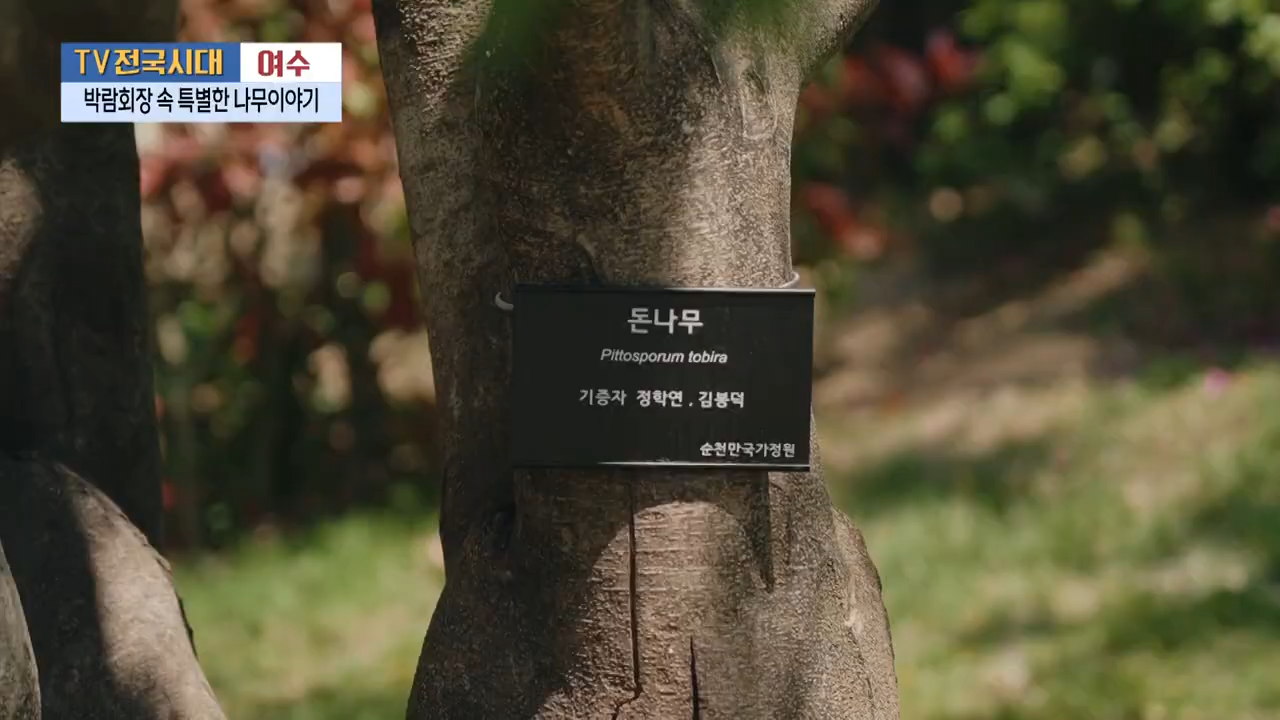 TV전국시대 여수
박람회장 속 특별한 나무이야기
돈나무
Pittosporum tobira
기증자 정학연 , 김봉덕
순천만국가정원